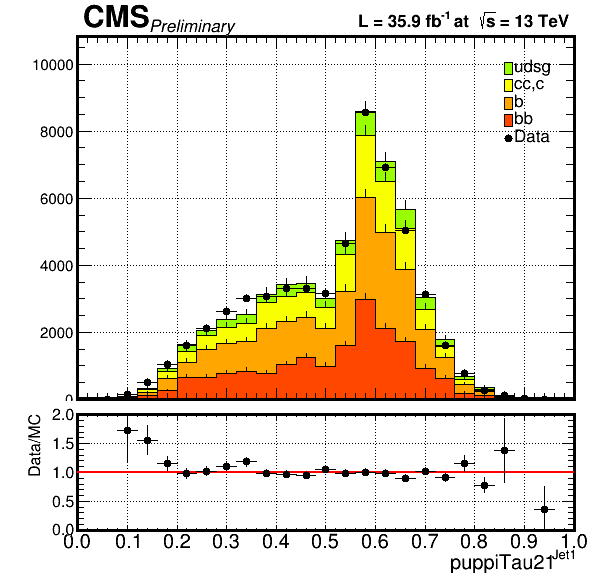 CMS Preliminary L = 35.9 fb⁻¹ at √s = 13 TeV
10000
8000
6000
4000
2000
0
udsg
cc,c
b
bb
Data
Data/MC
2.0
1.5
1.0
0.5
0.0
0.0 0.1 0.2 0.3 0.4 0.5 0.6 0.7 0.8 0.9 1.0
puppiTau21^Jet1